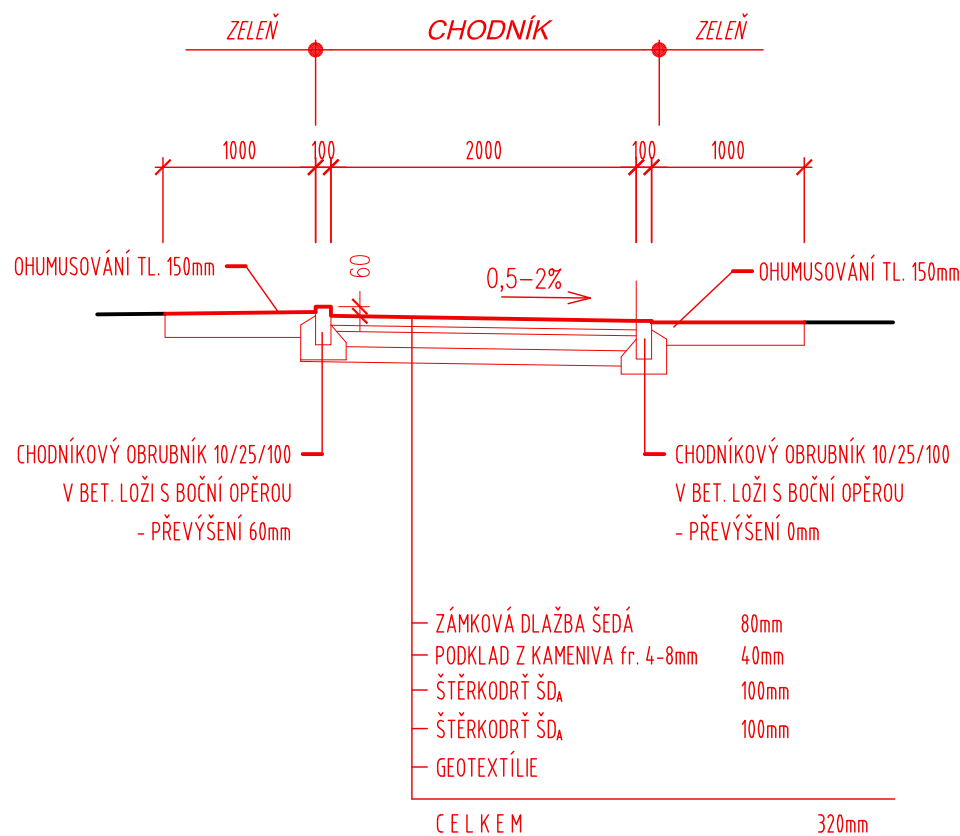 ZELEŇ CHODNÍK ZELEŇ
1000 100 2000 100 1000
OHUMUSOVÁNÍ TL. 150mm
60
0,5-2%
OHUMUSOVÁNÍ TL. 150mm
CHODNÍKOVÝ OBRUBNÍK 10/25/100
V BET. LOŽI S BOČNÍ OPĚROU
- PŘEVÝŠENÍ 60mm
CHODNÍKOVÝ OBRUBNÍK 10/25/100
V BET. LOŽI S BOČNÍ OPĚROU
- PŘEVÝŠENÍ 0mm
ZÁMKOVÁ DLAŽBA ŠEDÁ 80mm
PODKLAD Z KAMENIVA fr. 4-8mm 40mm
ŠTĚRKODRŤ ŠDA 100mm
ŠTĚRKODRŤ ŠDA 100mm
GEOTEXTÍLIE
CELKEM 320mm